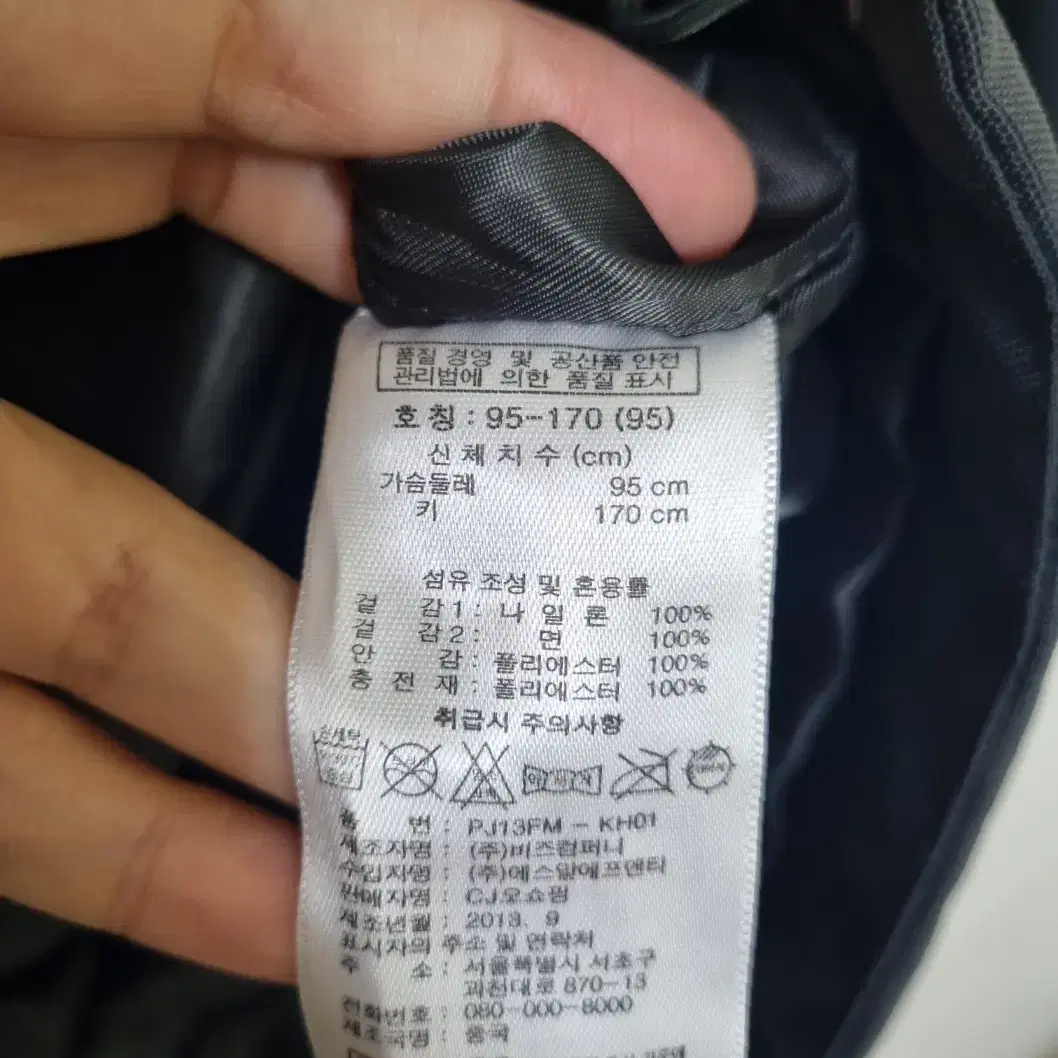 품질 경영 및 공산품 안전
관리법에 의한 품질 표시
호 칭 : 95-170 (95)
신 체 치 수 (cm)
가슴둘레 95 cm
키 170 cm
섬유 조성 및 혼용률
겉 감1 : 나 일 론 100%
겉 감2 : 면 100%
안 감 : 폴리에스터 100%
충 전 재 : 폴리에스터 100%
취급시 주의사항
손세탁
품 번 : PJ13FM - KH01
제조자명 : (주)비즈컴퍼니
수입자명 : (주)에스말에프엔티
판매자명 : CJ오쇼핑
제조년월 : 2013. 9
표시자의 주소 및 연락처
주 소 : 서울특별시 서초구
과천대로 870-13
전화번호 : 080-000-8000
제조국명 : 중국